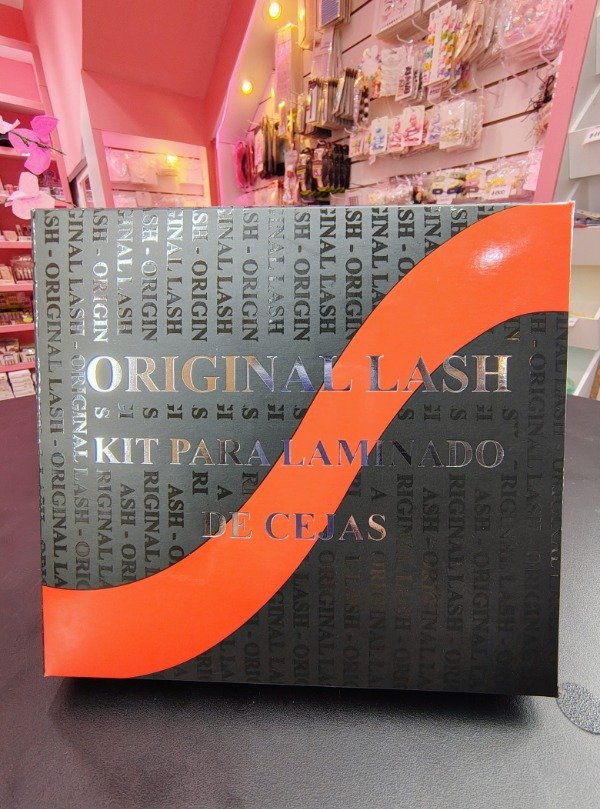 ORIGINAL LASH
KIT PARA LAMINADO
DE CEJAS